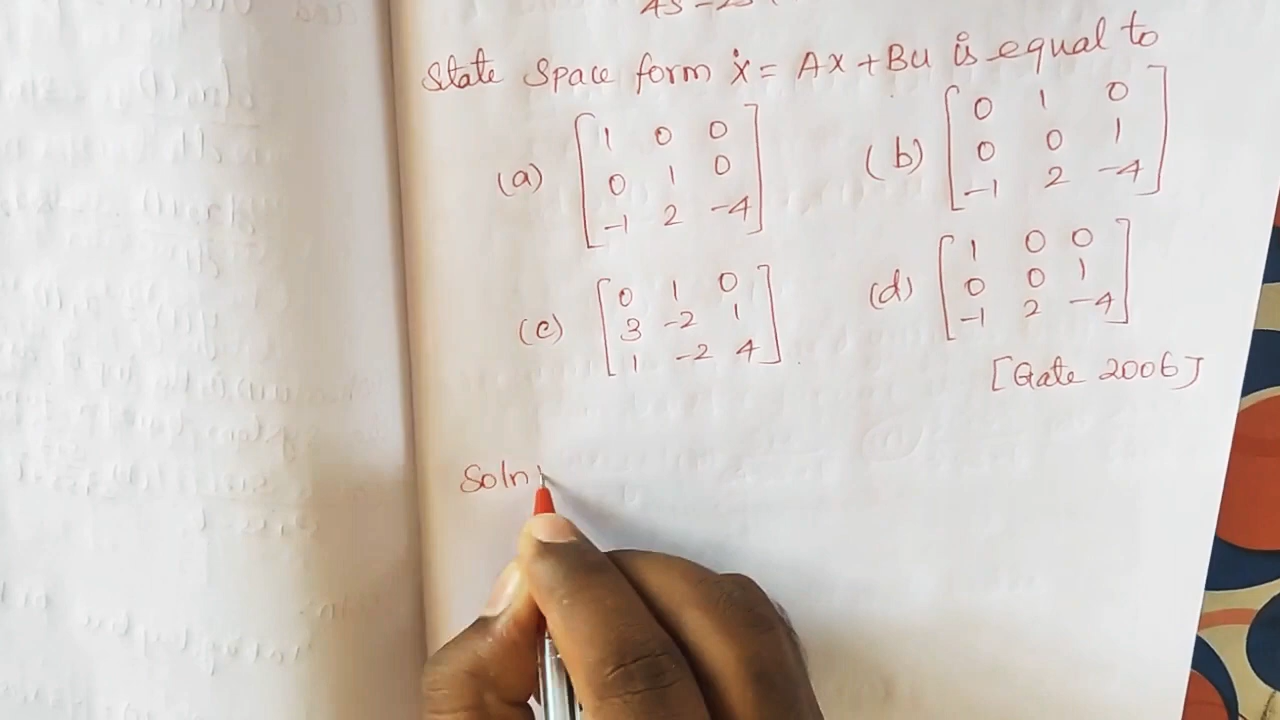 State Space form ẋ = Ax + Bu is equal to
(a) [1 0 0 (b) [0 1 0
0 1 0 0 0 1
-1 2 -4] -1 2 -4]
(c) [0 1 0 (d) [1 0 0
3 -2 1 0 0 1
1 -2 4] -1 2 -4]
[Gate 2006]
Soln